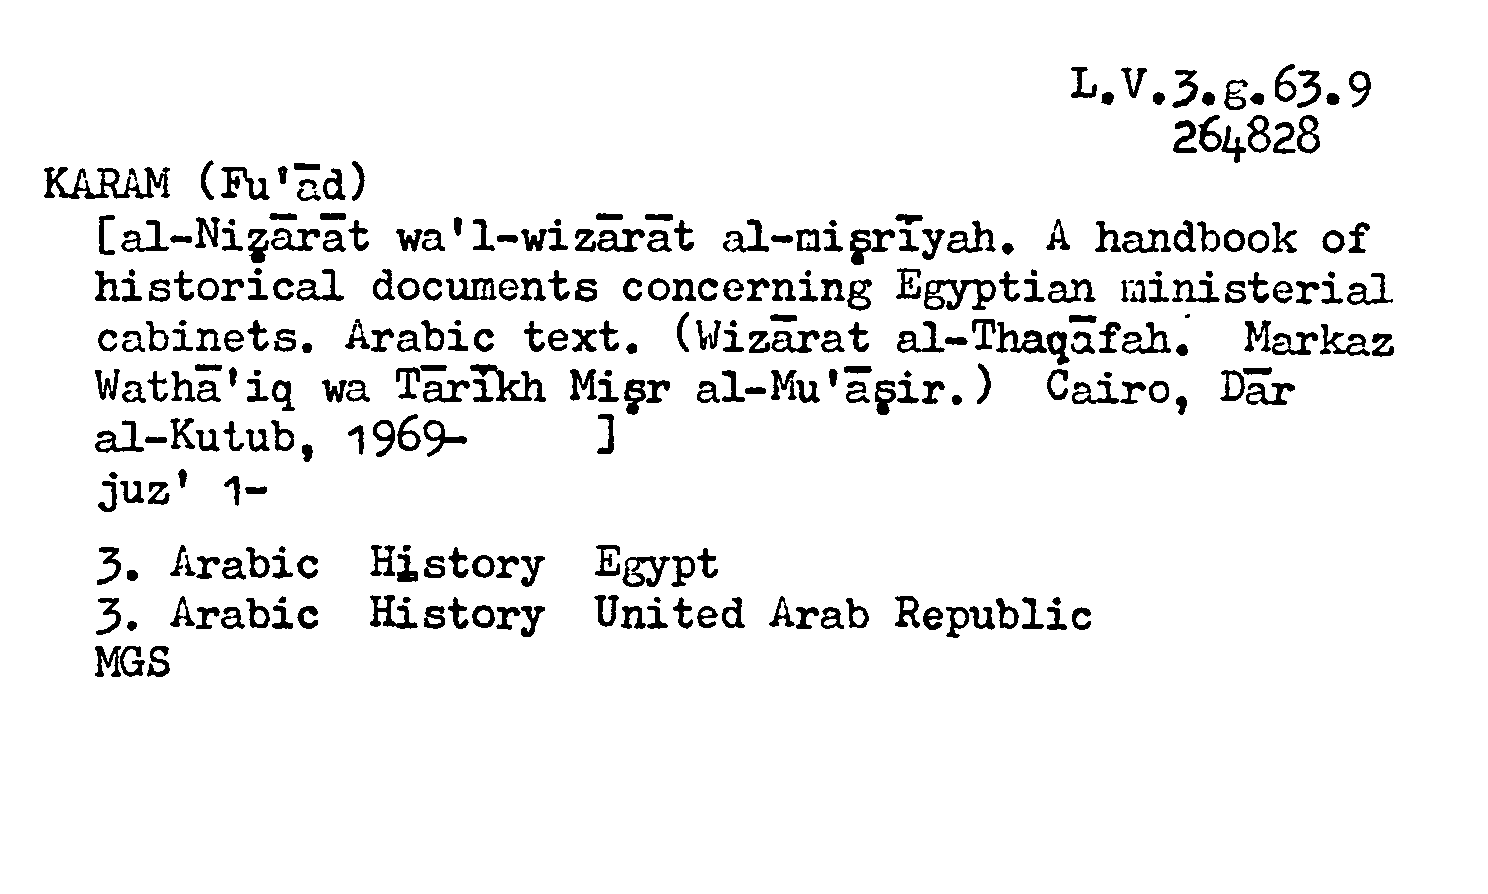 L.V.3.g.63.9
264828
KARAM (Fu'ād)
[al-Niẓārāt wa'l-wizārāt al-miṣrīyah. A handbook of
historical documents concerning Egyptian ministerial
cabinets. Arabic text. (Wizārat al-Thaqāfah. Markaz
Wathā'iq wa Tārīkh Miṣr al-Mu'āṣir.) Cairo, Dār
al-Kutub, 1969- ]
juz' 1-
3. Arabic History Egypt
3. Arabic History United Arab Republic
MGS